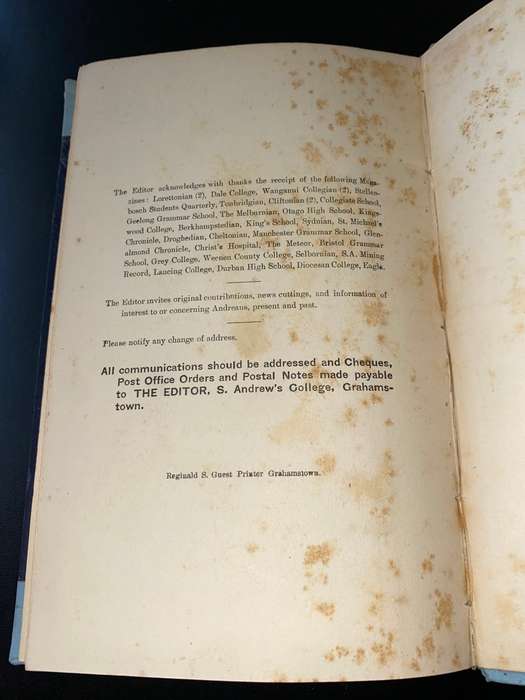 The Editor acknowledges with thanks the receipt of the following Maga-
zines: Lorettonian (2), Dale College, Wanganui Collegian (2), Stellen-
bosch Students Quarterly, Tonbridgian, Cliftonian (2), Collegiate School,
Geelong Grammar School, The Melburnian, Otago High School, Kings-
wood College, Berkhampstedian, King's School, Sydnian, St. Michael's
Chronicle, Drogbedian, Cheltonian, Manchester Grammar School, Glen-
almond Chronicle, Christ's Hospital, The Meteor, Bristol Grammar
School, Grey College, Weenen County College, Selbornian, S.A. Mining
Record, Lancing College, Durban High School, Diocesan College, Eagle.
The Editor invites original contributions, news cuttings, and information of
interest to or concerning Andreans, present and past.
Please notify any change of address.
All communications should be addressed and Cheques,
Post Office Orders and Postal Notes made payable
to THE EDITOR, S. Andrew's College, Grahams-
town.
Reginald S. Guest Printer Grahamstown.